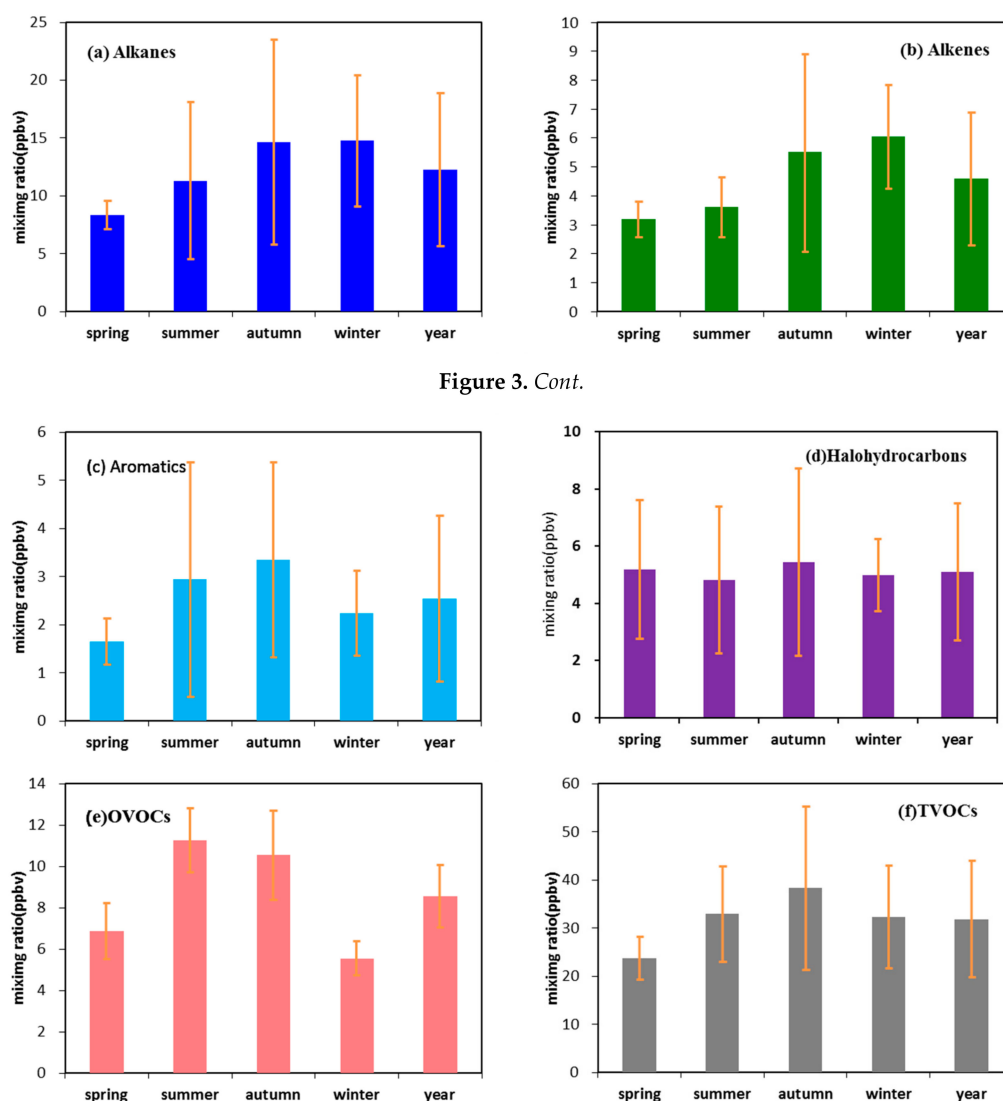 25
20
15
10
5
0
miximg ratio(ppbv)
(a) Alkanes
spring summer autumn winter year
10
9
8
7
6
5
4
3
2
1
0
miximg ratio(ppbv)
(b) Alkenes
spring summer autumn winter year
Figure 3. Cont.
6
5
4
3
2
1
0
miximg ratio(ppbv)
(c) Aromatics
spring summer autumn winter year
10
8
6
4
2
0
mixing ratio(ppbv)
(d)Halohydrocarbons
spring summer autumn winter year
14
12
10
8
6
4
2
0
miximg ratio(ppbv)
(e)OVOCs
spring summer autumn winter year
60
50
40
30
20
10
0
miximg ratio(ppbv)
(f)TVOCs
spring summer autumn winter year